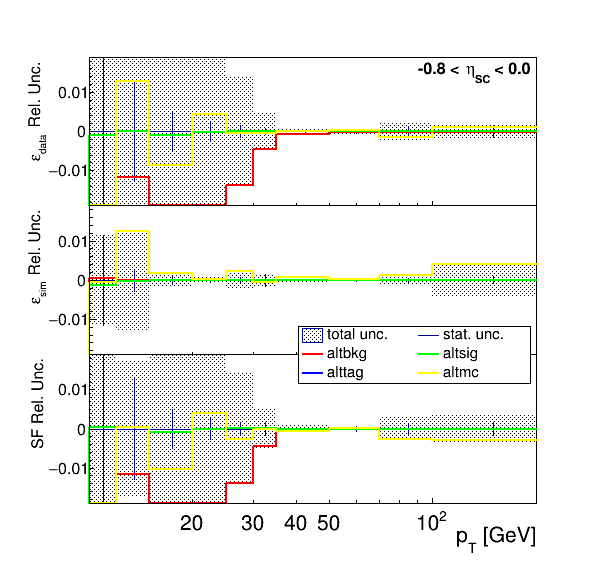 -0.8 < η_SC < 0.0
ε_data Rel. Unc.
0.01
0
−0.01
ε_sim Rel. Unc.
0.01
0
−0.01
total unc. stat. unc.
altbkg altsig
alttag altmc
SF Rel. Unc.
0.01
0
−0.01
20 30 40 50 10^2
p_T [GeV]